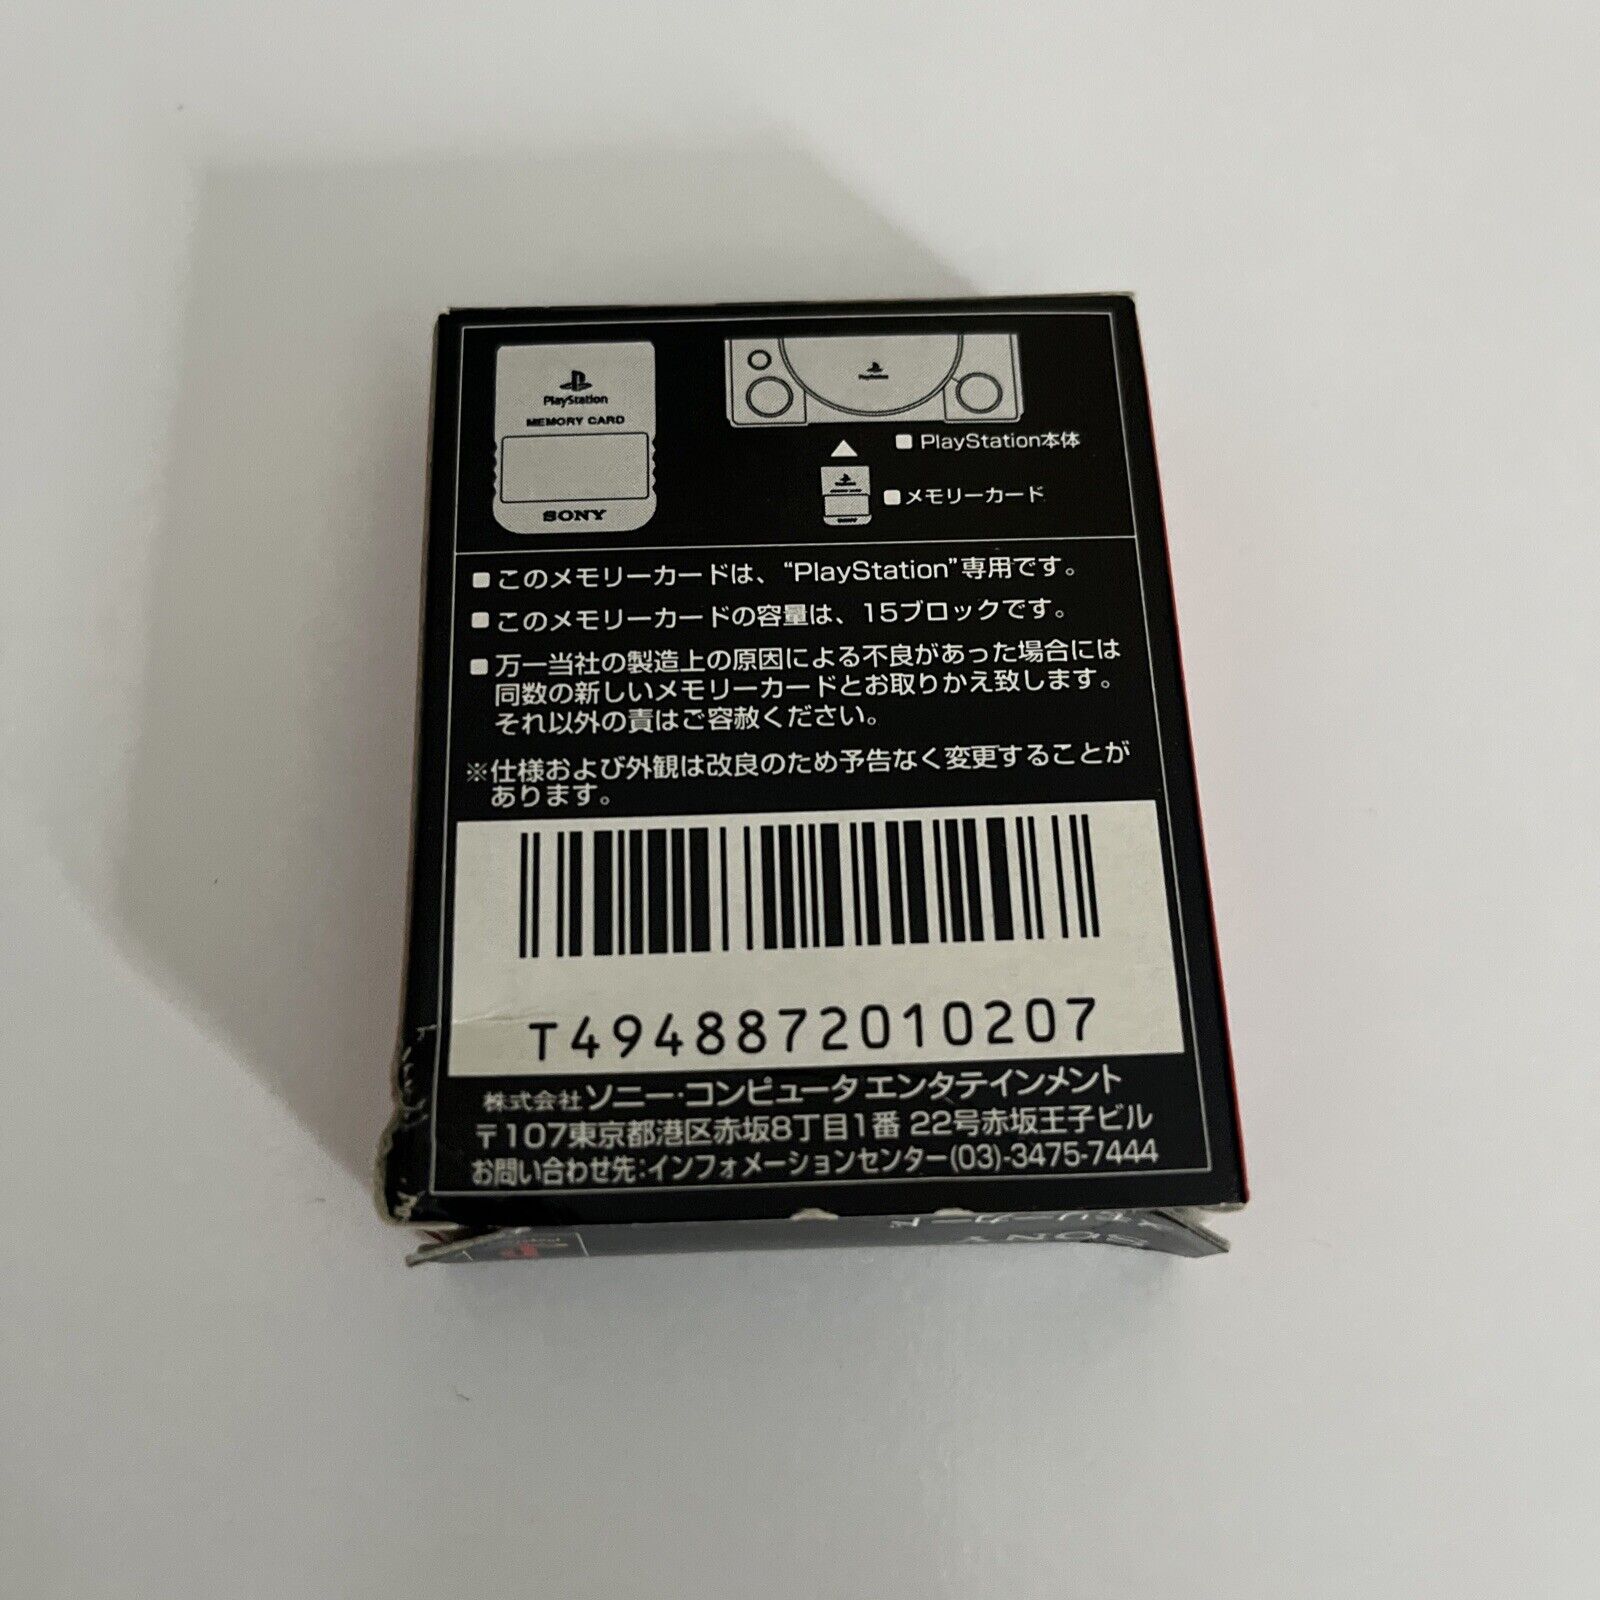 PlayStation
MEMORY CARD
SONY
PlayStation
■ PlayStation本体
■ メモリーカード
SONY
■ このメモリーカードは、“PlayStation”専用です。
■ このメモリーカードの容量は、15ブロックです。
■ 万一当社の製造上の原因による不良があった場合には
同数の新しいメモリーカードとお取りかえ致します。
それ以外の責はご容赦ください。
※仕様および外観は改良のため予告なく変更することが
あります。
T4948872010207
株式会社 ソニー・コンピュータ エンタテインメント
〒107東京都港区赤坂8丁目1番 22号赤坂王子ビル
お問い合わせ先:インフォメーションセンター(03)-3475-7444
SONY
メモリーカード